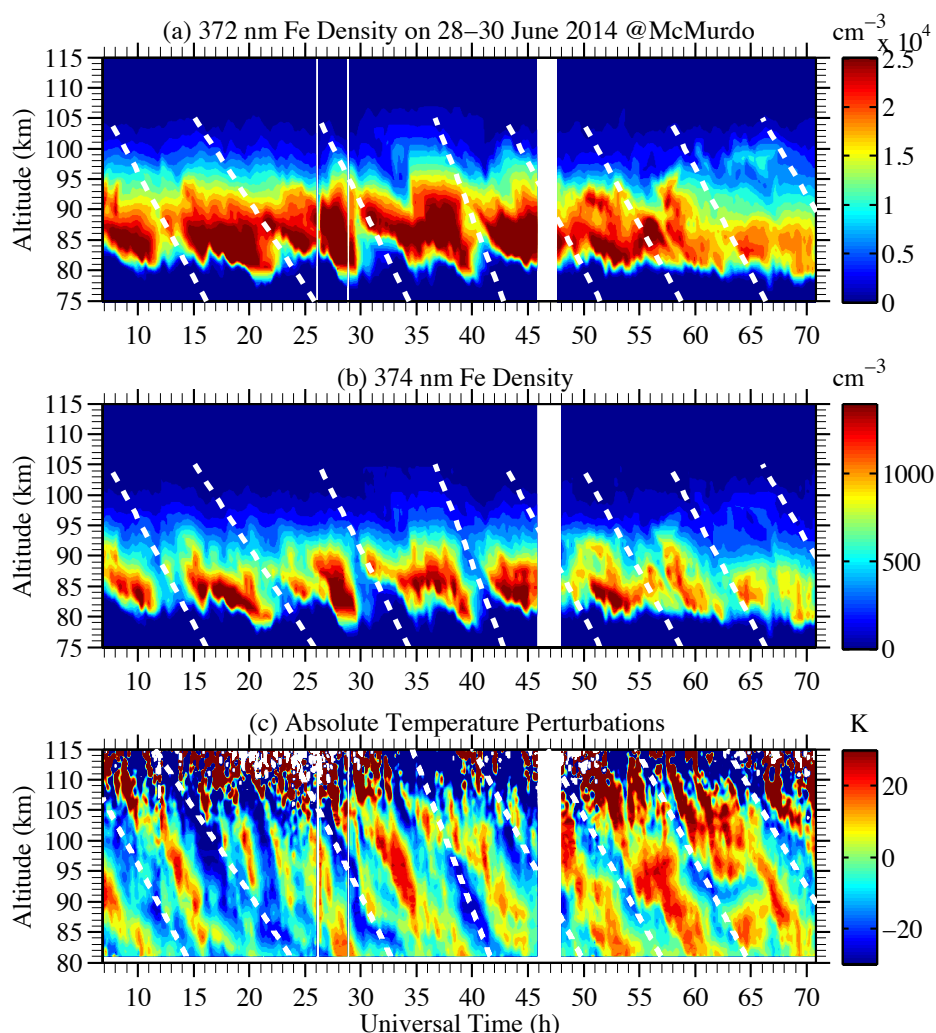 (a) 372 nm Fe Density on 28–30 June 2014 @McMurdo
cm⁻³
x 10⁴
115
110
105
100
95
90
85
80
75
Altitude (km)
10 15 20 25 30 35 40 45 50 55 60 65 70
2.5
2
1.5
1
0.5
0
(b) 374 nm Fe Density
cm⁻³
115
110
105
100
95
90
85
80
75
Altitude (km)
10 15 20 25 30 35 40 45 50 55 60 65 70
1000
500
0
(c) Absolute Temperature Perturbations
K
115
110
105
100
95
90
85
80
Altitude (km)
10 15 20 25 30 35 40 45 50 55 60 65 70
Universal Time (h)
20
0
−20